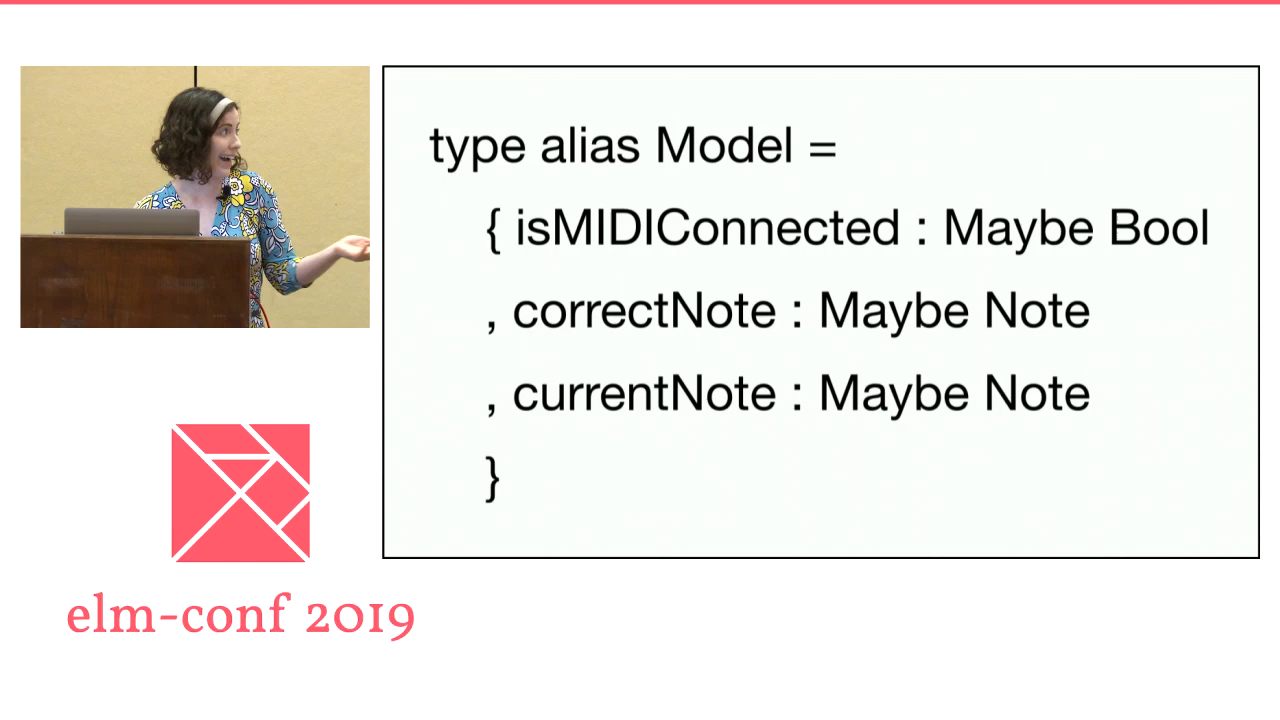 type alias Model =
{ isMIDIConnected : Maybe Bool
, correctNote : Maybe Note
, currentNote : Maybe Note
}
elm-conf 2019